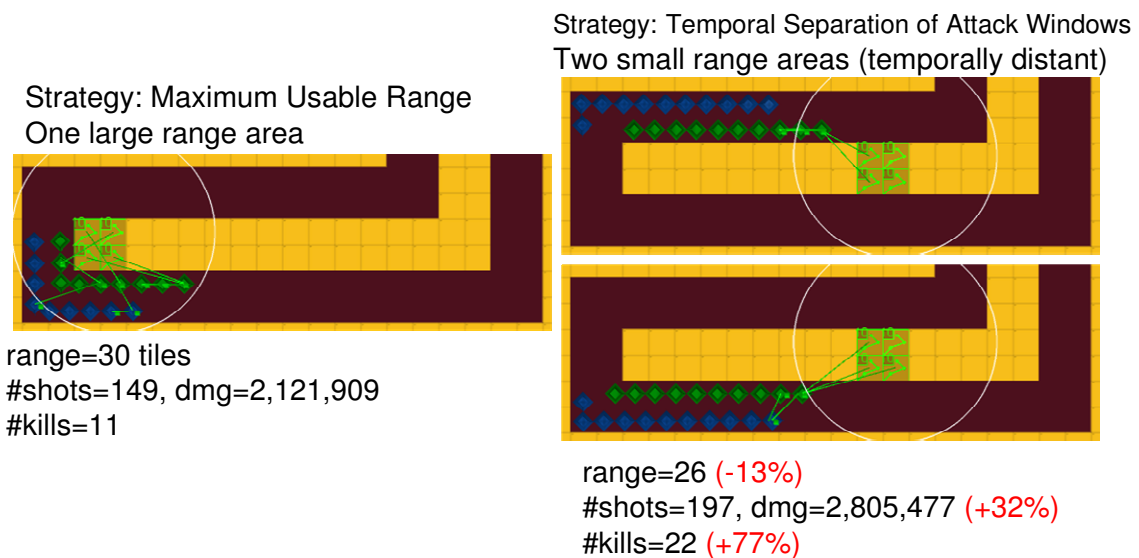 Strategy: Maximum Usable Range
One large range area
range=30 tiles
#shots=149, dmg=2,121,909
#kills=11
Strategy: Temporal Separation of Attack Windows
Two small range areas (temporally distant)
range=26 (-13%)
#shots=197, dmg=2,805,477 (+32%)
#kills=22 (+77%)